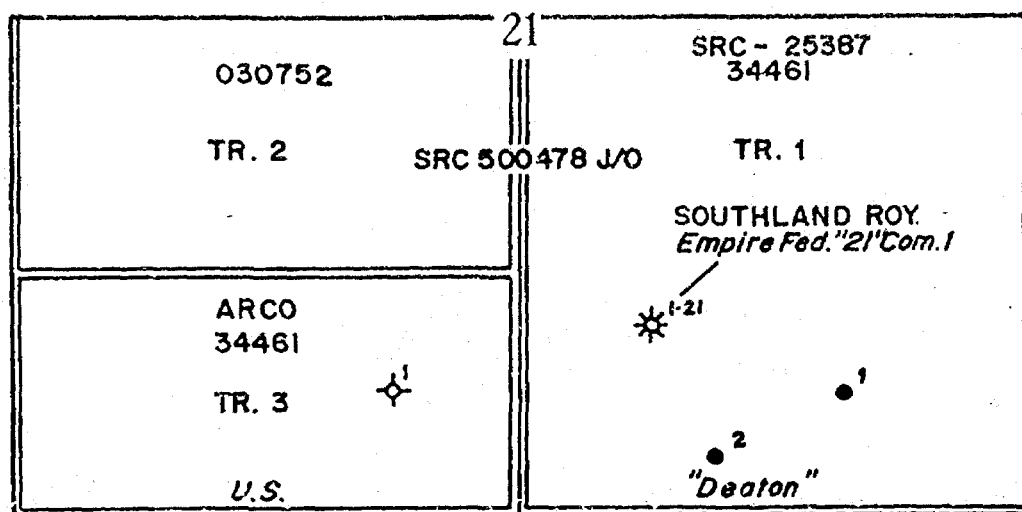 21
030752
TR. 2
SRC 500478 J/O
SRC - 25387
34461
TR. 1
SOUTHLAND ROY.
Empire Fed."21"Com.1
1-21
1
2
"Deaton"
ARCO
34461
TR. 3
1
U.S.